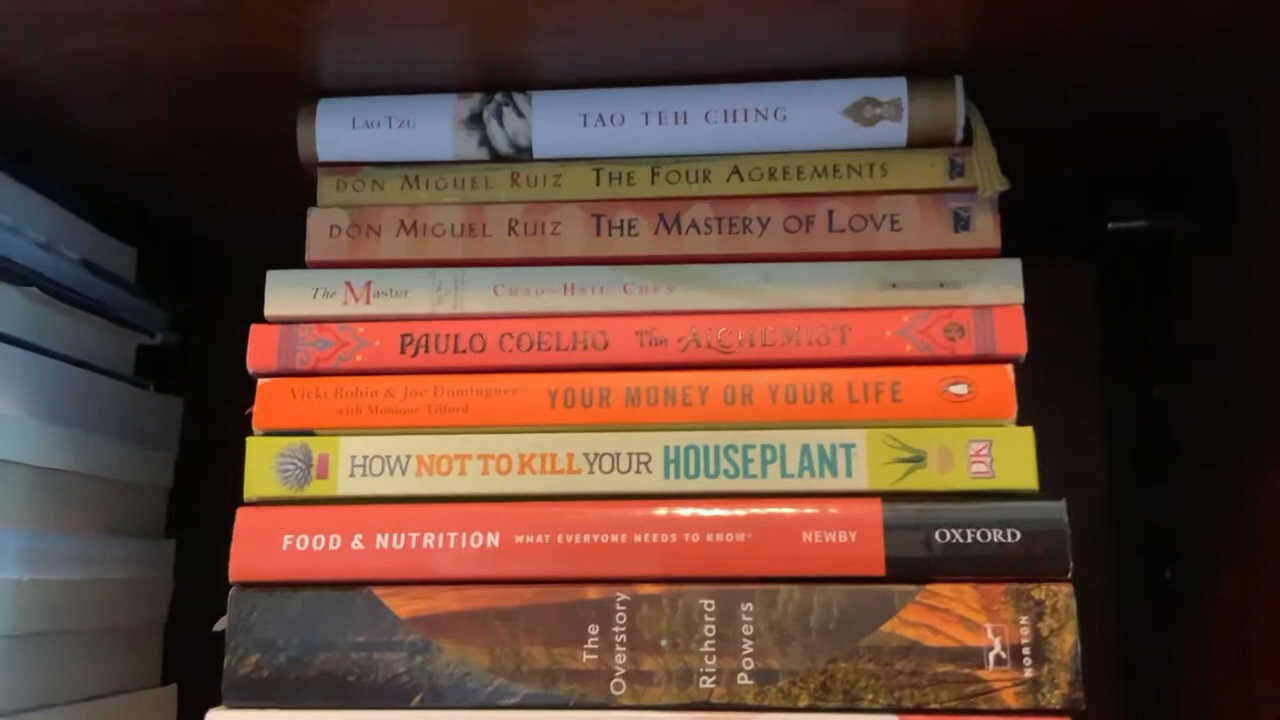 LAO TZU TAO TEH CHING
DON MIGUEL RUIZ THE FOUR AGREEMENTS
DON MIGUEL RUIZ THE MASTERY OF LOVE
The Master CHAO-HSIU CHEN
PAULO COELHO The ALCHEMIST
Vicki Robin & Joe Dominguez YOUR MONEY OR YOUR LIFE
with Monique Tilford
HOW NOT TO KILL YOUR HOUSEPLANT DK
FOOD & NUTRITION WHAT EVERYONE NEEDS TO KNOW® NEWBY OXFORD
The
Overstory
Richard
Powers
NORTON